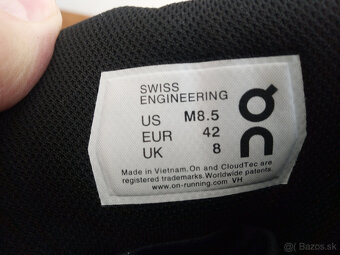 SWISS
ENGINEERING
US M8.5
EUR 42
UK 8
Made in Vietnam. On and CloudTec are
registered trademarks. Worldwide patents.
www.on-running.com VH
Bazos.sk